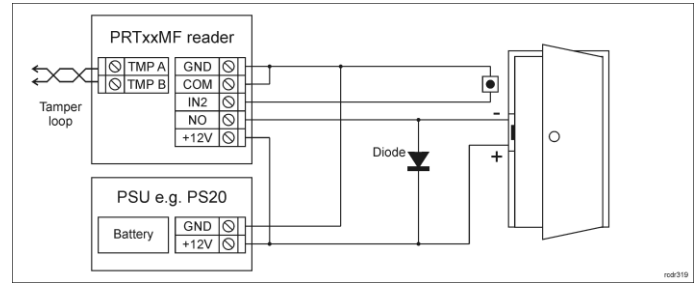 PRTxxMF reader
TMP A
TMP B
GND
COM
IN2
NO
+12V
Tamper
loop
-
+
Diode
PSU e.g. PS20
Battery
GND
+12V
rcdr319